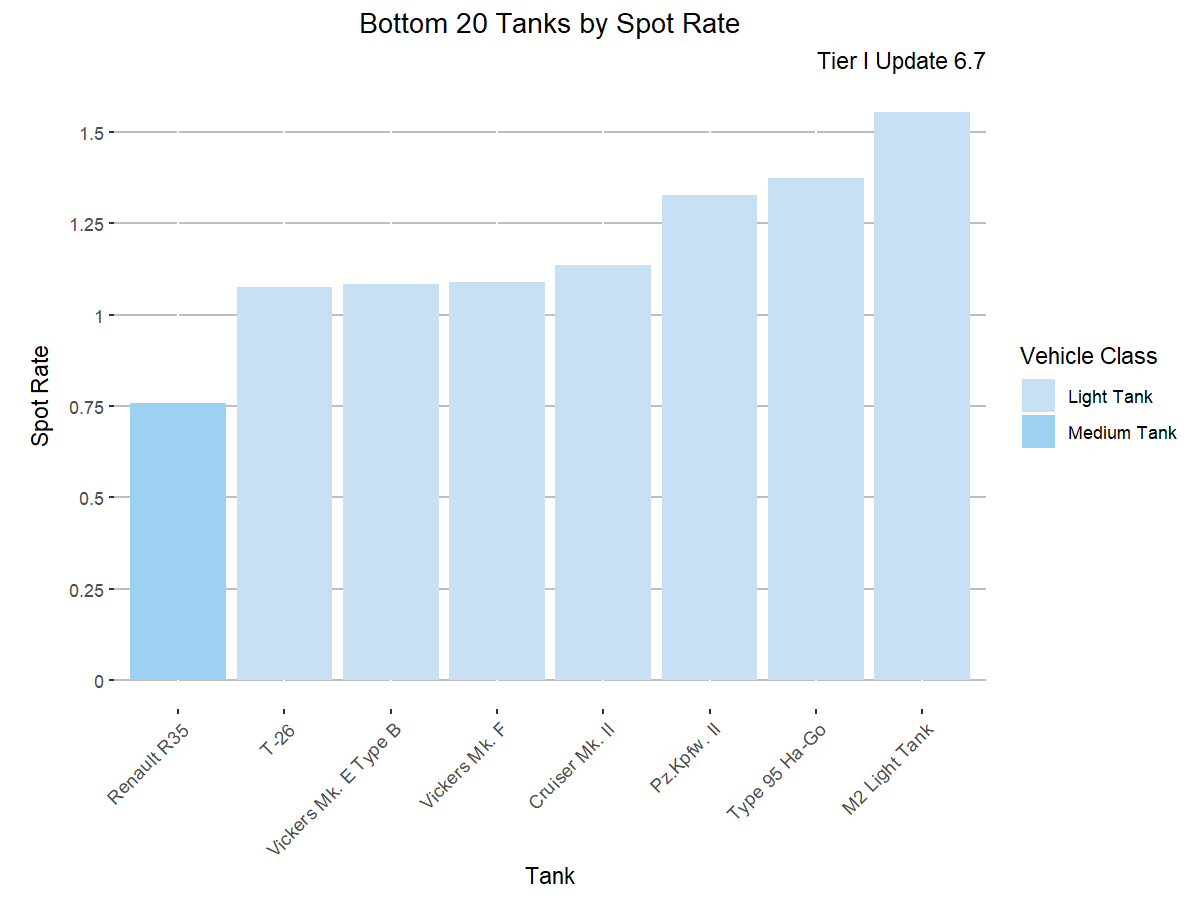 Bottom 20 Tanks by Spot Rate
Tier I Update 6.7
1.5
1.25
1
0.75
0.5
0.25
0
Spot Rate
Renault R35
T-26
Vickers Mk. E Type B
Vickers Mk. F
Cruiser Mk. II
Pz.Kpfw. II
Type 95 Ha-Go
M2 Light Tank
Tank
Vehicle Class
Light Tank
Medium Tank